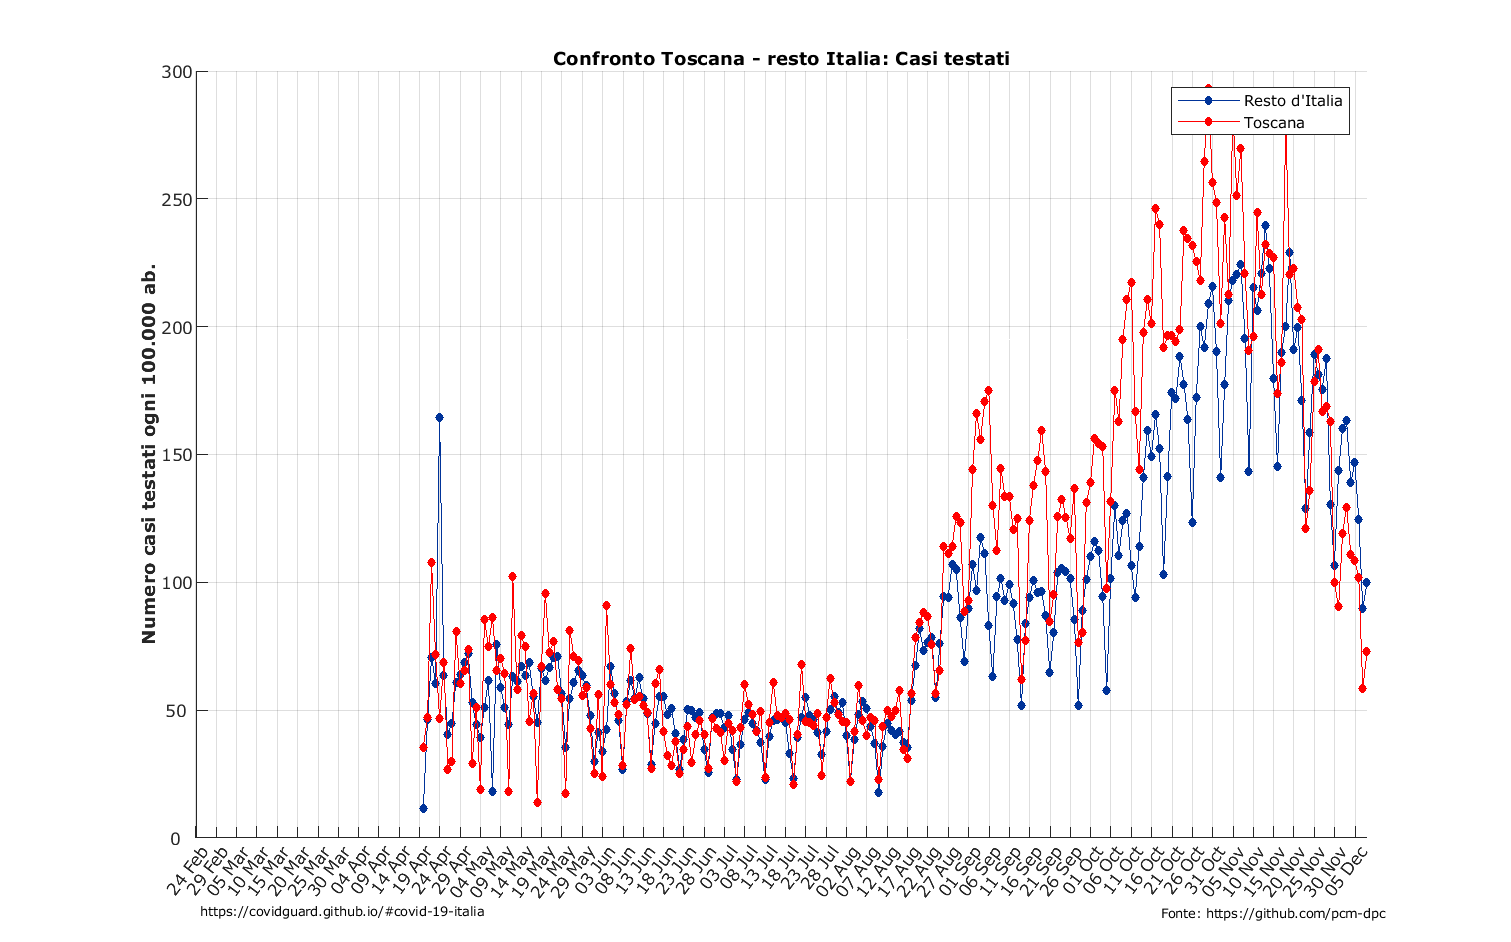 Confronto Toscana - resto Italia: Casi testati
Resto d'Italia
Toscana
Numero casi testati ogni 100.000 ab.
300
250
200
150
100
50
0
24 Feb
29 Feb
05 Mar
10 Mar
15 Mar
20 Mar
25 Mar
30 Mar
04 Apr
09 Apr
14 Apr
19 Apr
24 Apr
29 Apr
04 May
09 May
14 May
19 May
24 May
29 May
03 Jun
08 Jun
13 Jun
18 Jun
23 Jun
28 Jun
03 Jul
08 Jul
13 Jul
18 Jul
23 Jul
28 Jul
02 Aug
07 Aug
12 Aug
17 Aug
22 Aug
27 Aug
01 Sep
06 Sep
11 Sep
16 Sep
21 Sep
26 Sep
01 Oct
06 Oct
11 Oct
16 Oct
21 Oct
26 Oct
31 Oct
05 Nov
10 Nov
15 Nov
20 Nov
25 Nov
30 Nov
05 Dec
https://covidguard.github.io/#covid-19-italia
Fonte: https://github.com/pcm-dpc